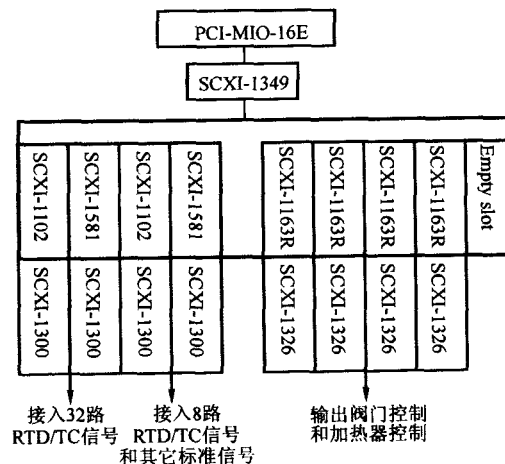 PCI-MIO-16E
SCXI-1349
SCXI-1102
SCXI-1581
SCXI-1102
SCXI-1581
SCXI-1163R
SCXI-1163R
SCXI-1163R
SCXI-1163R
Empty slot
SCXI-1300
SCXI-1300
SCXI-1300
SCXI-1300
SCXI-1326
SCXI-1326
SCXI-1326
SCXI-1326
接入32路
RTD/TC信号
接入8路
RTD/TC信号
和其它标准信号
输出阀门控制
和加热器控制